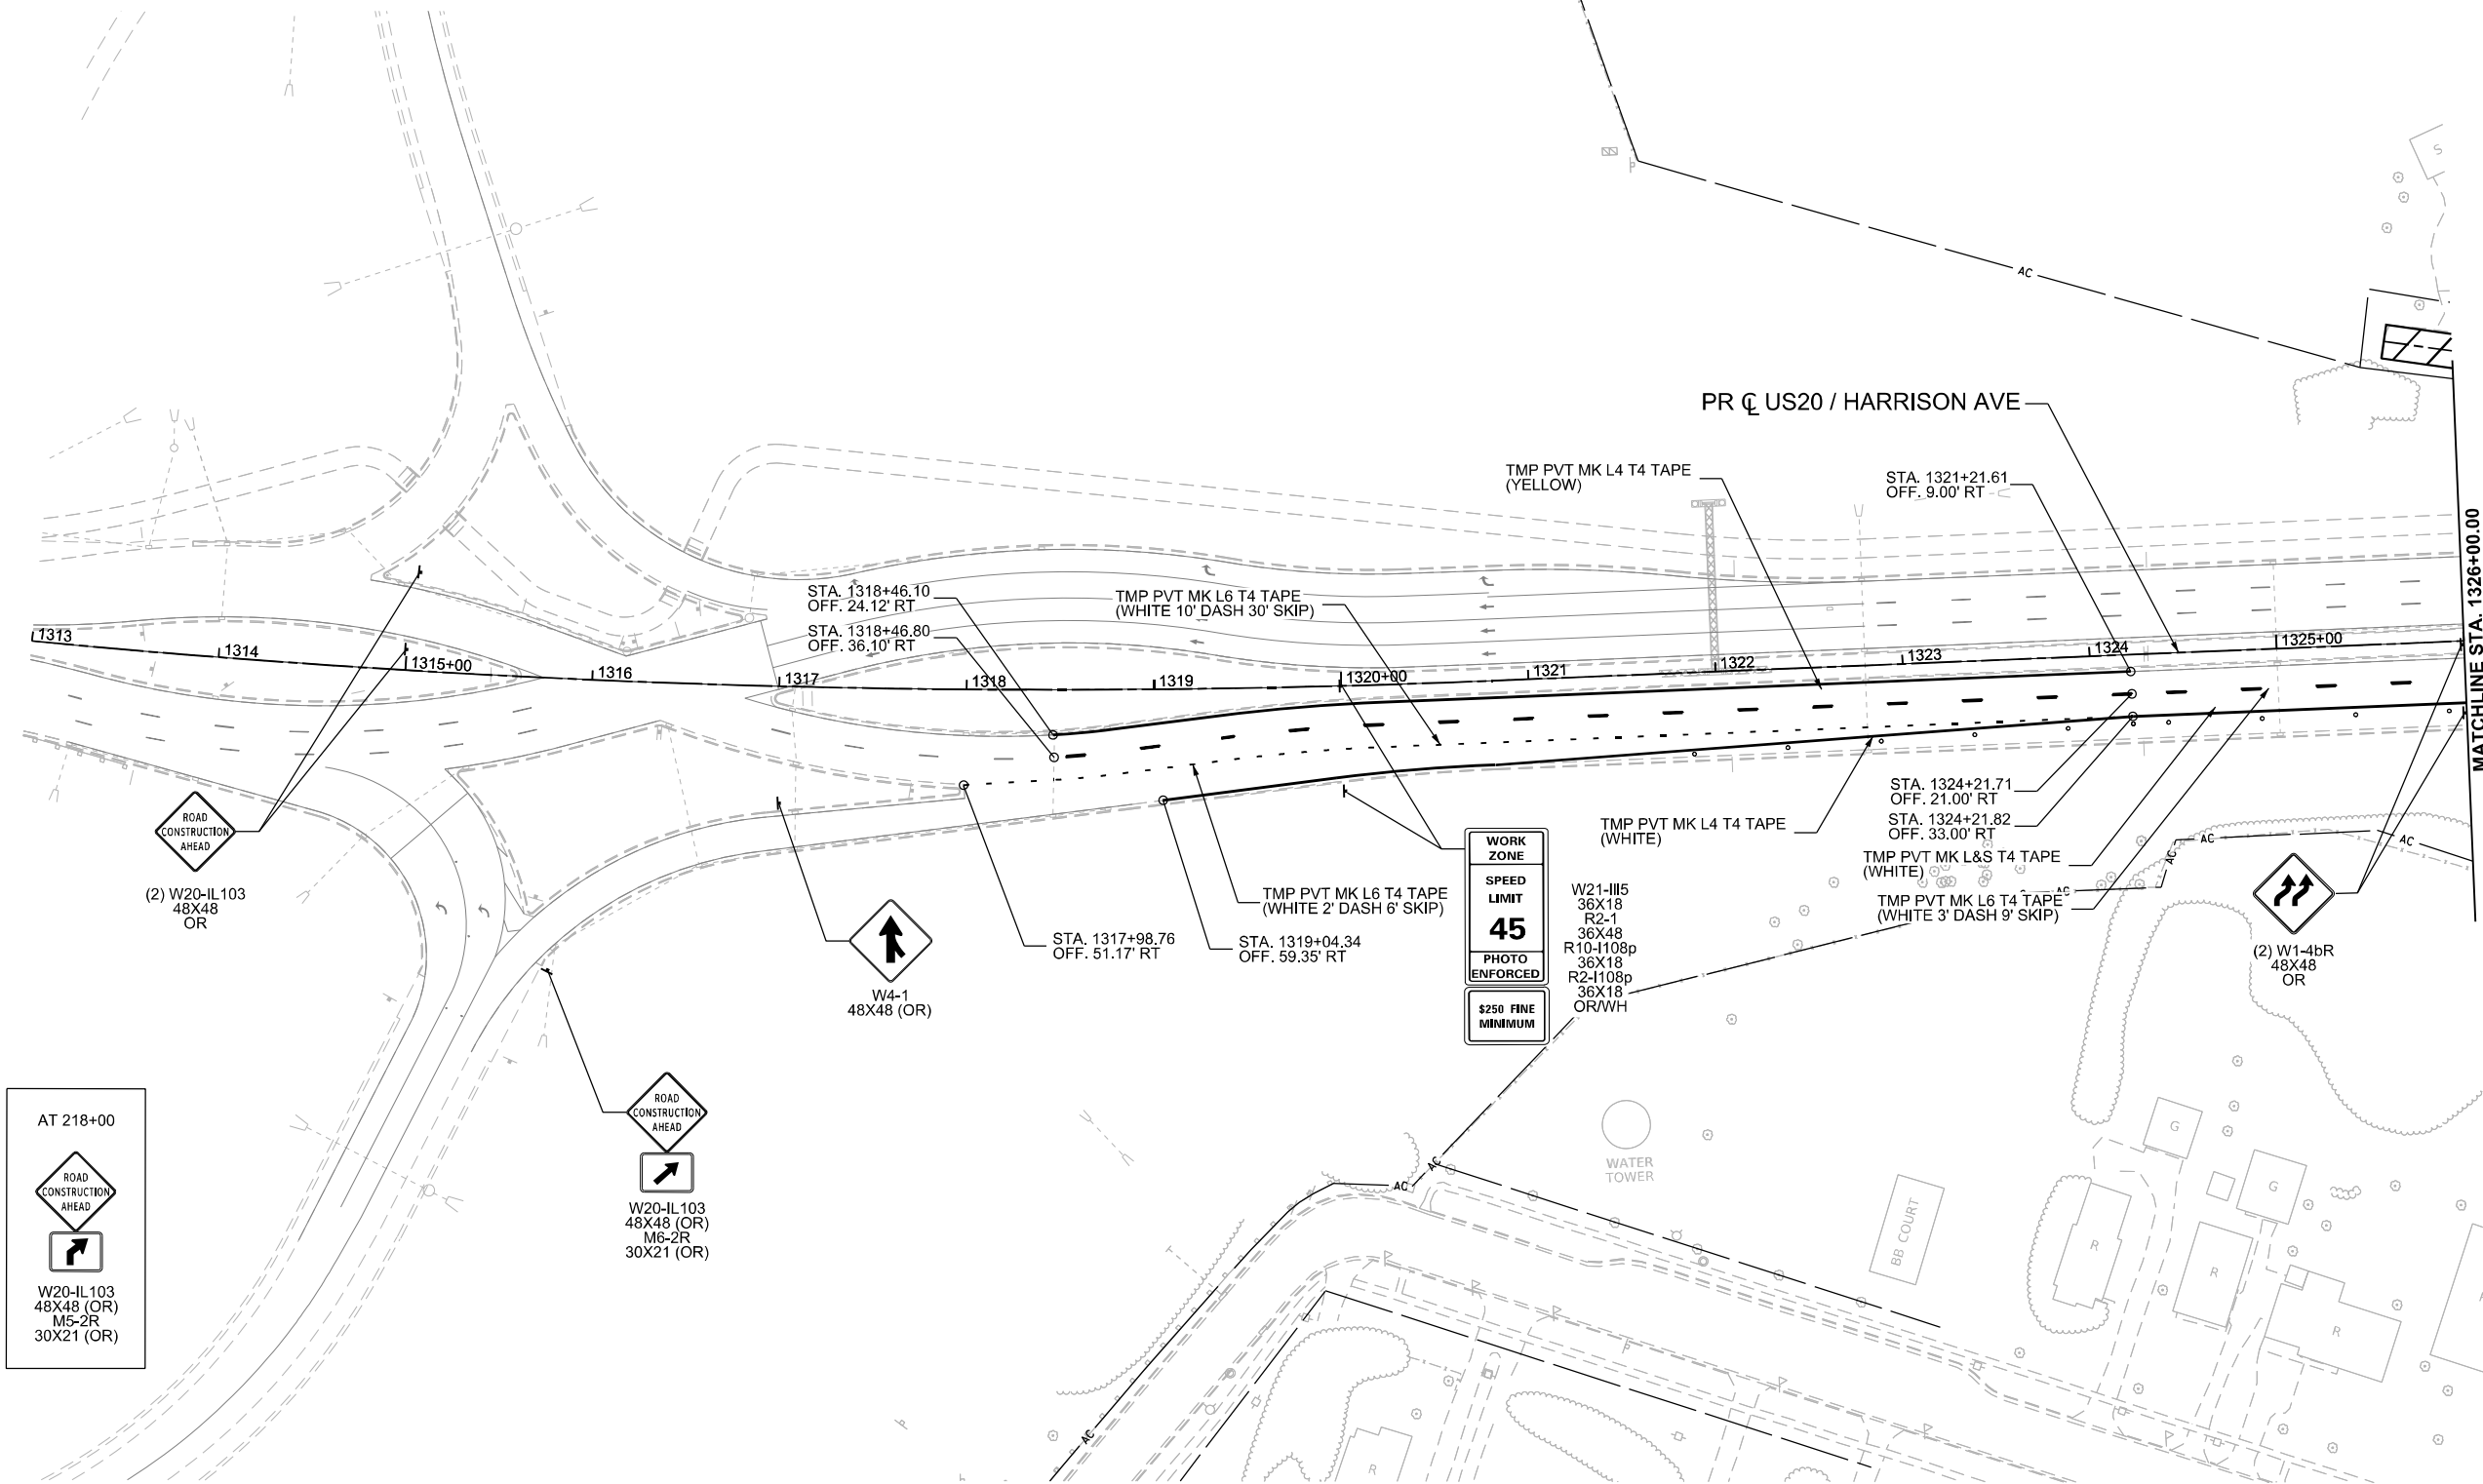 S
AC
PR ℄ US20 / HARRISON AVE
TMP PVT MK L4 T4 TAPE
(YELLOW)
STA. 1321+21.61
OFF. 9.00' RT
MATCHLINE STA. 1326+00.00
STA. 1318+46.10
OFF. 24.12' RT
STA. 1318+46.80
OFF. 36.10' RT
TMP PVT MK L6 T4 TAPE
(WHITE 10' DASH 30' SKIP)
1313
1314
1315+00
1316
1317
1318
1319
1320+00
1321
1322
1323
1324
1325+00
ROAD
CONSTRUCTION
AHEAD
(2) W20-IL103
48X48
OR
W4-1
48X48 (OR)
STA. 1317+98.76
OFF. 51.17' RT
TMP PVT MK L6 T4 TAPE
(WHITE 2' DASH 6' SKIP)
STA. 1319+04.34
OFF. 59.35' RT
WORK
ZONE
SPEED
LIMIT
45
PHOTO
ENFORCED
$250 FINE
MINIMUM
W21-III5
36X18
R2-1
36X48
R10-I108p
36X18
R2-I108p
36X18
OR/WH
TMP PVT MK L4 T4 TAPE
(WHITE)
STA. 1324+21.71
OFF. 21.00' RT
STA. 1324+21.82
OFF. 33.00' RT
TMP PVT MK L&S T4 TAPE
(WHITE)
TMP PVT MK L6 T4 TAPE
(WHITE 3' DASH 9' SKIP)
AC
AC
AC
AC
(2) W1-4bR
48X48
OR
ROAD
CONSTRUCTION
AHEAD
W20-IL103
48X48 (OR)
M6-2R
30X21 (OR)
AT 218+00
ROAD
CONSTRUCTION
AHEAD
W20-IL103
48X48 (OR)
M5-2R
30X21 (OR)
WATER
TOWER
AC
AC
BB COURT
G
G
R
R
R
R
AC